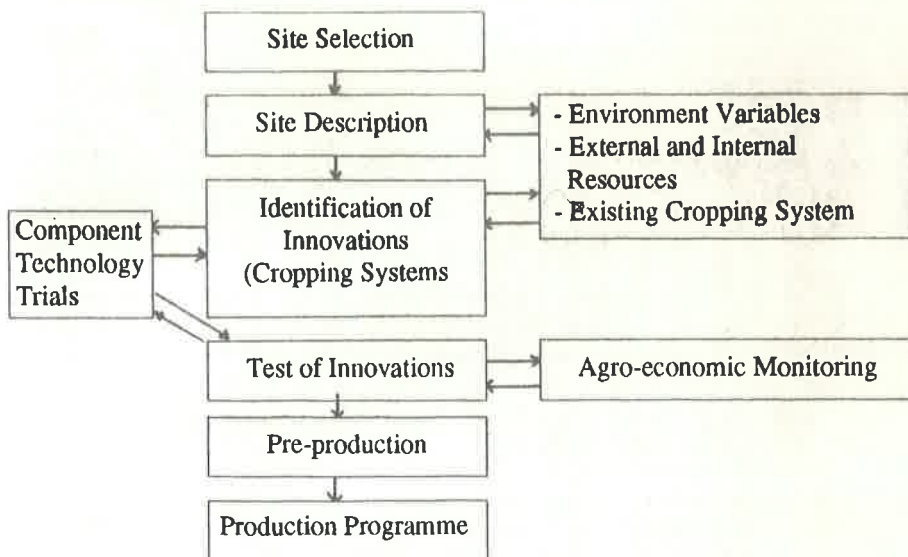 Site Selection
Site Description
- Environment Variables
- External and Internal
Resources
- Existing Cropping System
Identification of
Innovations
(Cropping Systems
Component
Technology
Trials
Test of Innovations
Agro-economic Monitoring
Pre-production
Production Programme